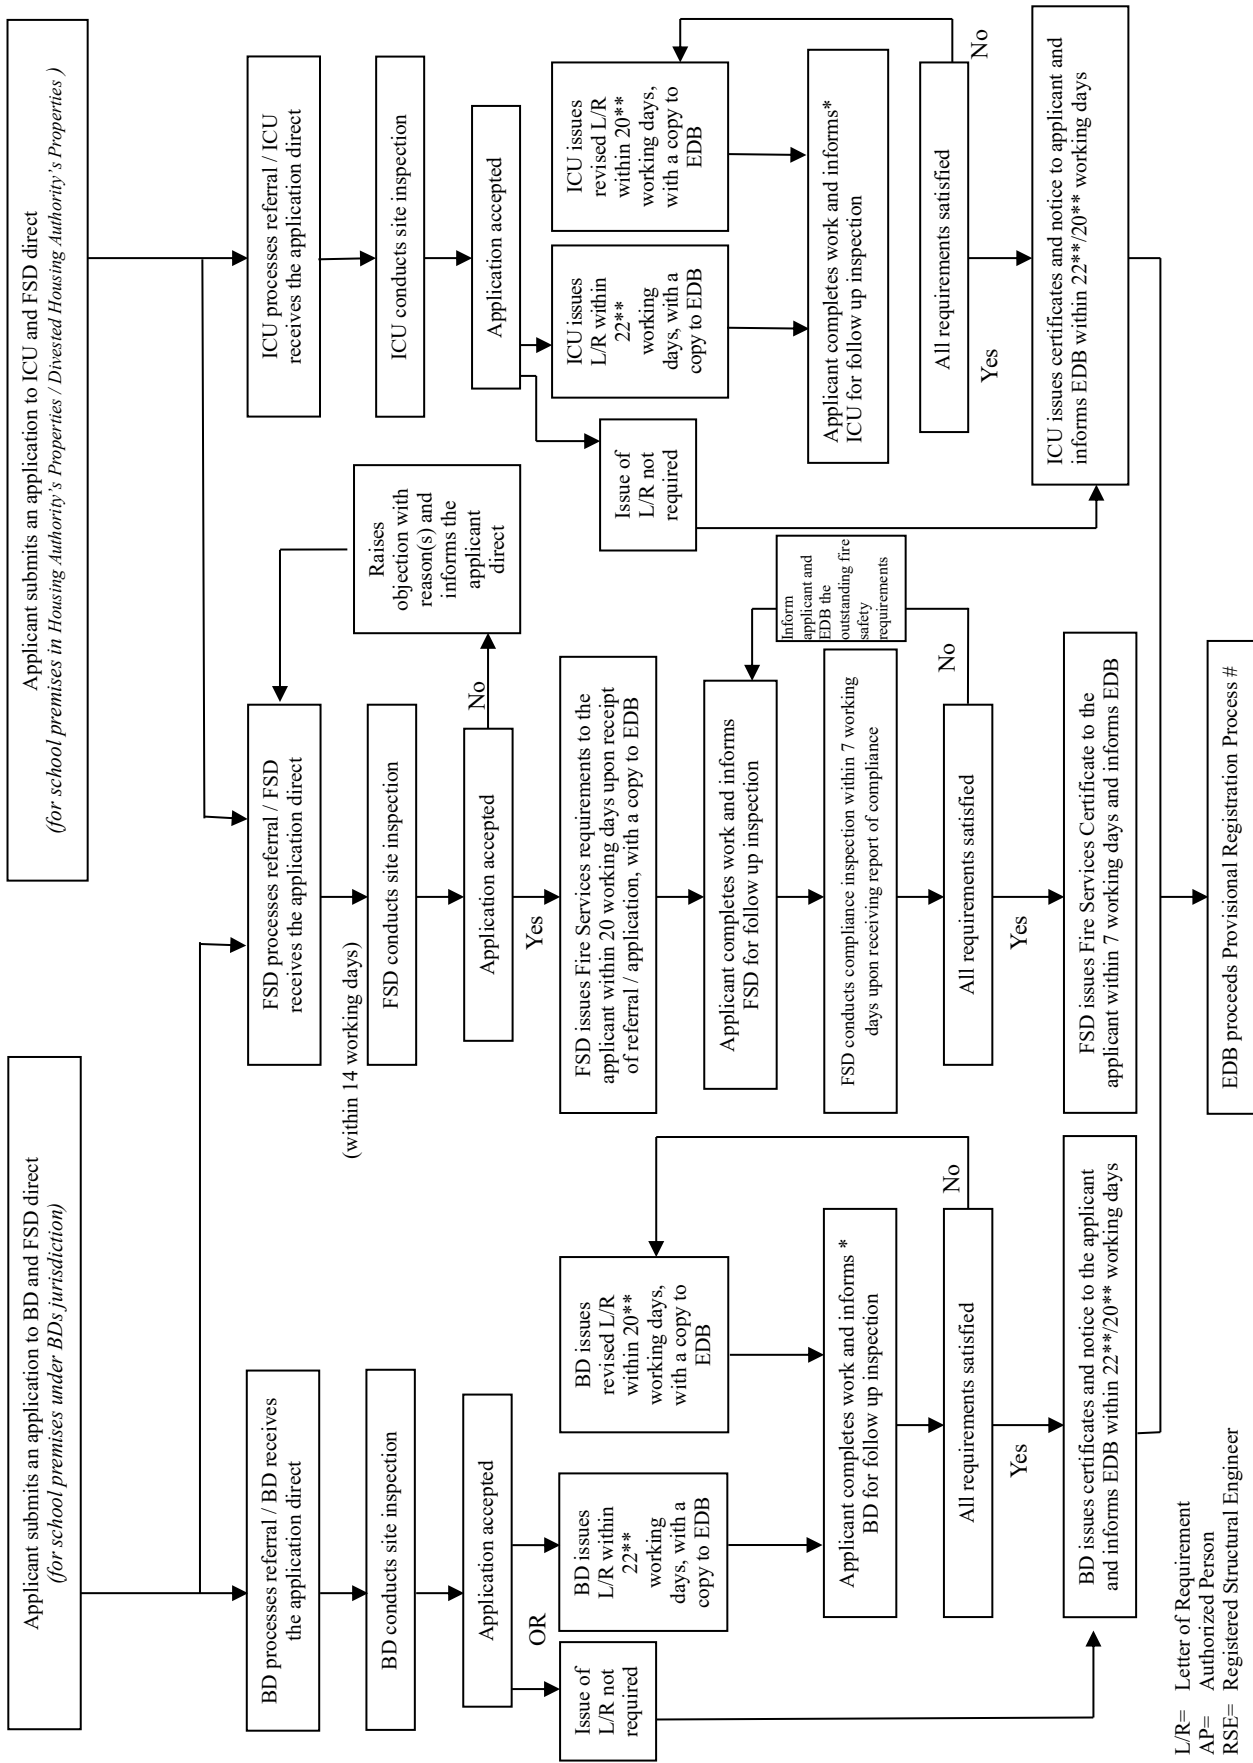 Applicant submits an application to BD and FSD direct
(for school premises under BDs jurisdiction)
Applicant submits an application to ICU and FSD direct
(for school premises in Housing Authority's Properties / Divested Housing Authority's Properties )
BD processes referral / BD receives
the application direct
BD conducts site inspection
Application accepted
OR
Issue of
L/R not
required
BD issues
L/R within
22**
working
days, with a
copy to EDB
BD issues
revised L/R
within 20**
working days,
with a copy to
EDB
Applicant completes work and informs *
BD for follow up inspection
All requirements satisfied
No
Yes
BD issues certificates and notice to the applicant
and informs EDB within 22**/20** working days
FSD processes referral / FSD
receives the application direct
(within 14 working days)
FSD conducts site inspection
Application accepted
No
Yes
Raises
objection with
reason(s) and
informs the
applicant
direct
FSD issues Fire Services requirements to the
applicant within 20 working days upon receipt
of referral / application, with a copy to EDB
Applicant completes work and informs
FSD for follow up inspection
Inform
applicant and
EDB the
outstanding fire
safety
requirements
FSD conducts compliance inspection within 7 working
days upon receiving report of compliance
All requirements satisfied
No
Yes
FSD issues Fire Services Certificate to the
applicant within 7 working days and informs EDB
ICU processes referral / ICU
receives the application direct
ICU conducts site inspection
Application accepted
Issue of
L/R not
required
ICU issues
L/R within
22**
working
days, with a
copy to EDB
ICU issues
revised L/R
within 20**
working days,
with a copy to
EDB
Applicant completes work and informs*
ICU for follow up inspection
All requirements satisfied
No
Yes
ICU issues certificates and notice to applicant and
informs EDB within 22**/20** working days
EDB proceeds Provisional Registration Process #
L/R= Letter of Requirement
AP= Authorized Person
RSE= Registered Structural Engineer